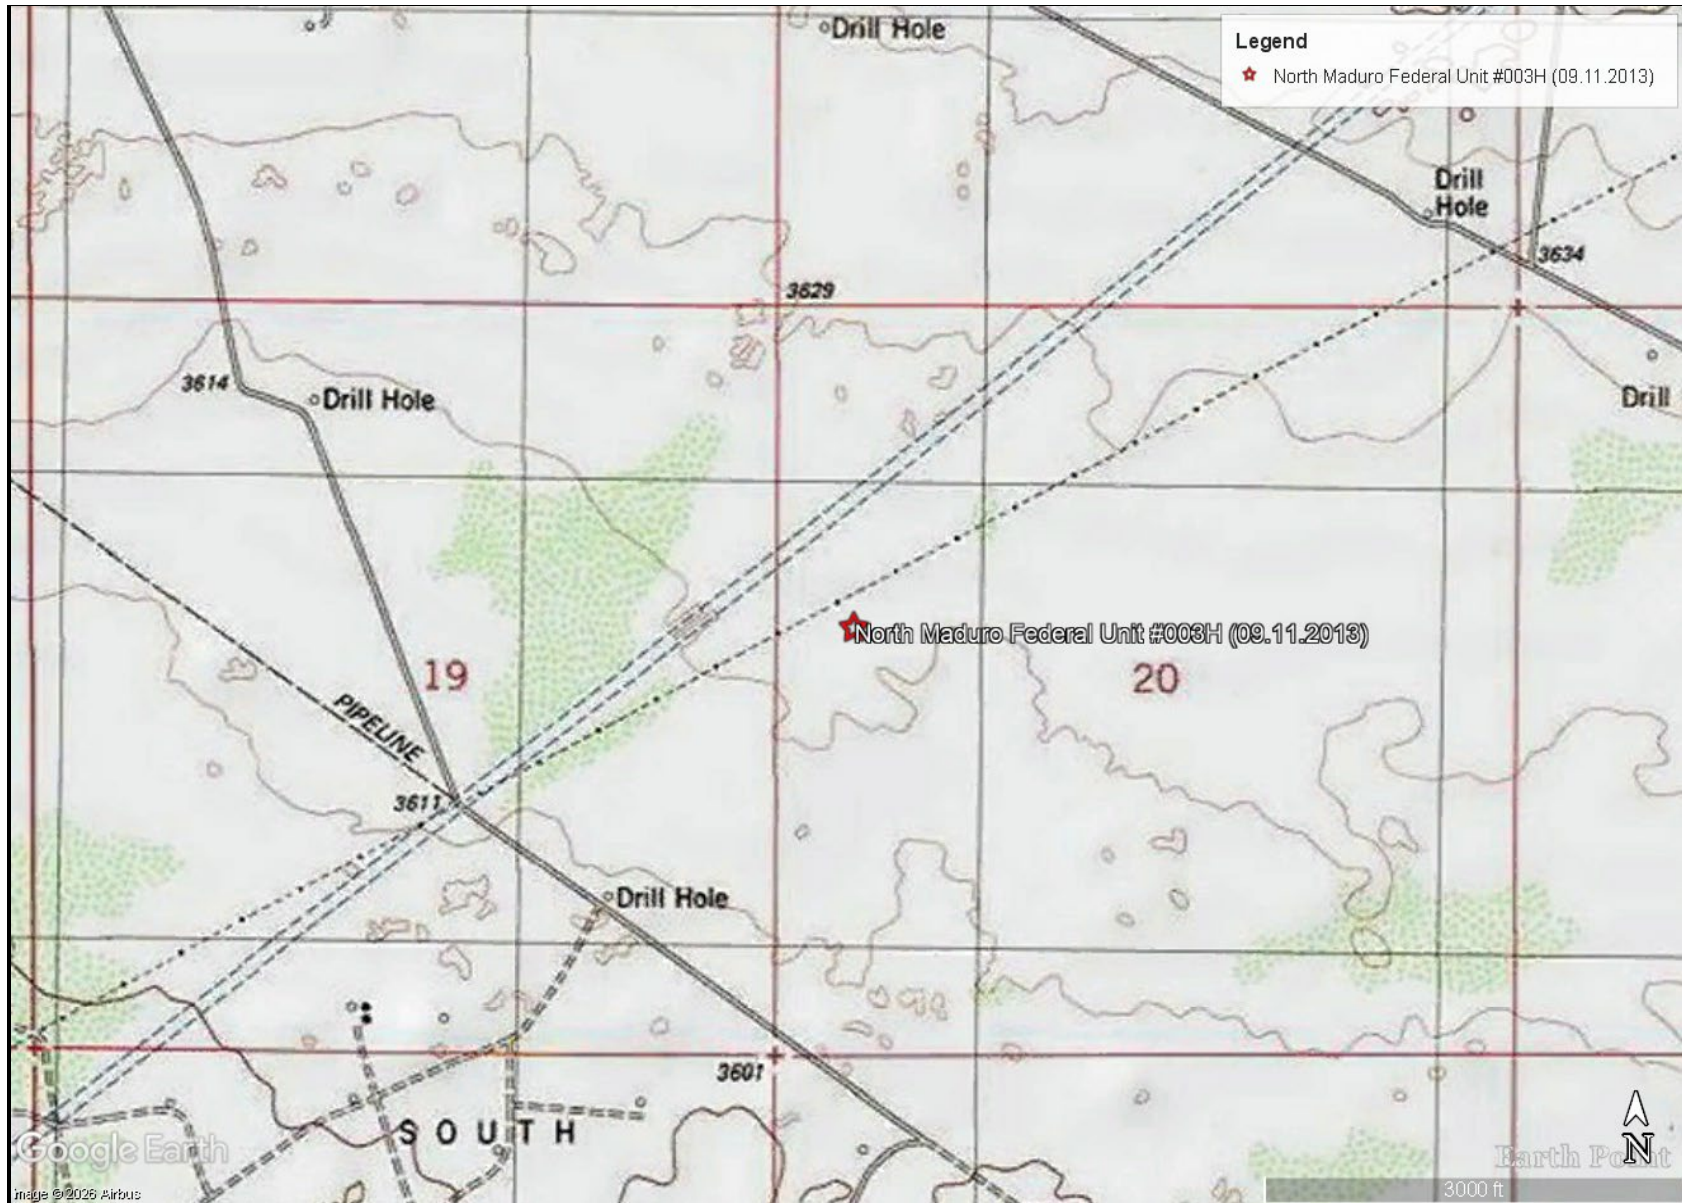 Drill Hole
Legend
North Maduro Federal Unit #003H (09.11.2013)
Drill
Hole
3634
3629
3614
Drill Hole
Drill
North Maduro Federal Unit #003H (09.11.2013)
19
20
PIPELINE
3611
Drill Hole
3601
SOUTH
Google Earth
Earth Point
N
Image © 2026 Airbus
3000 ft